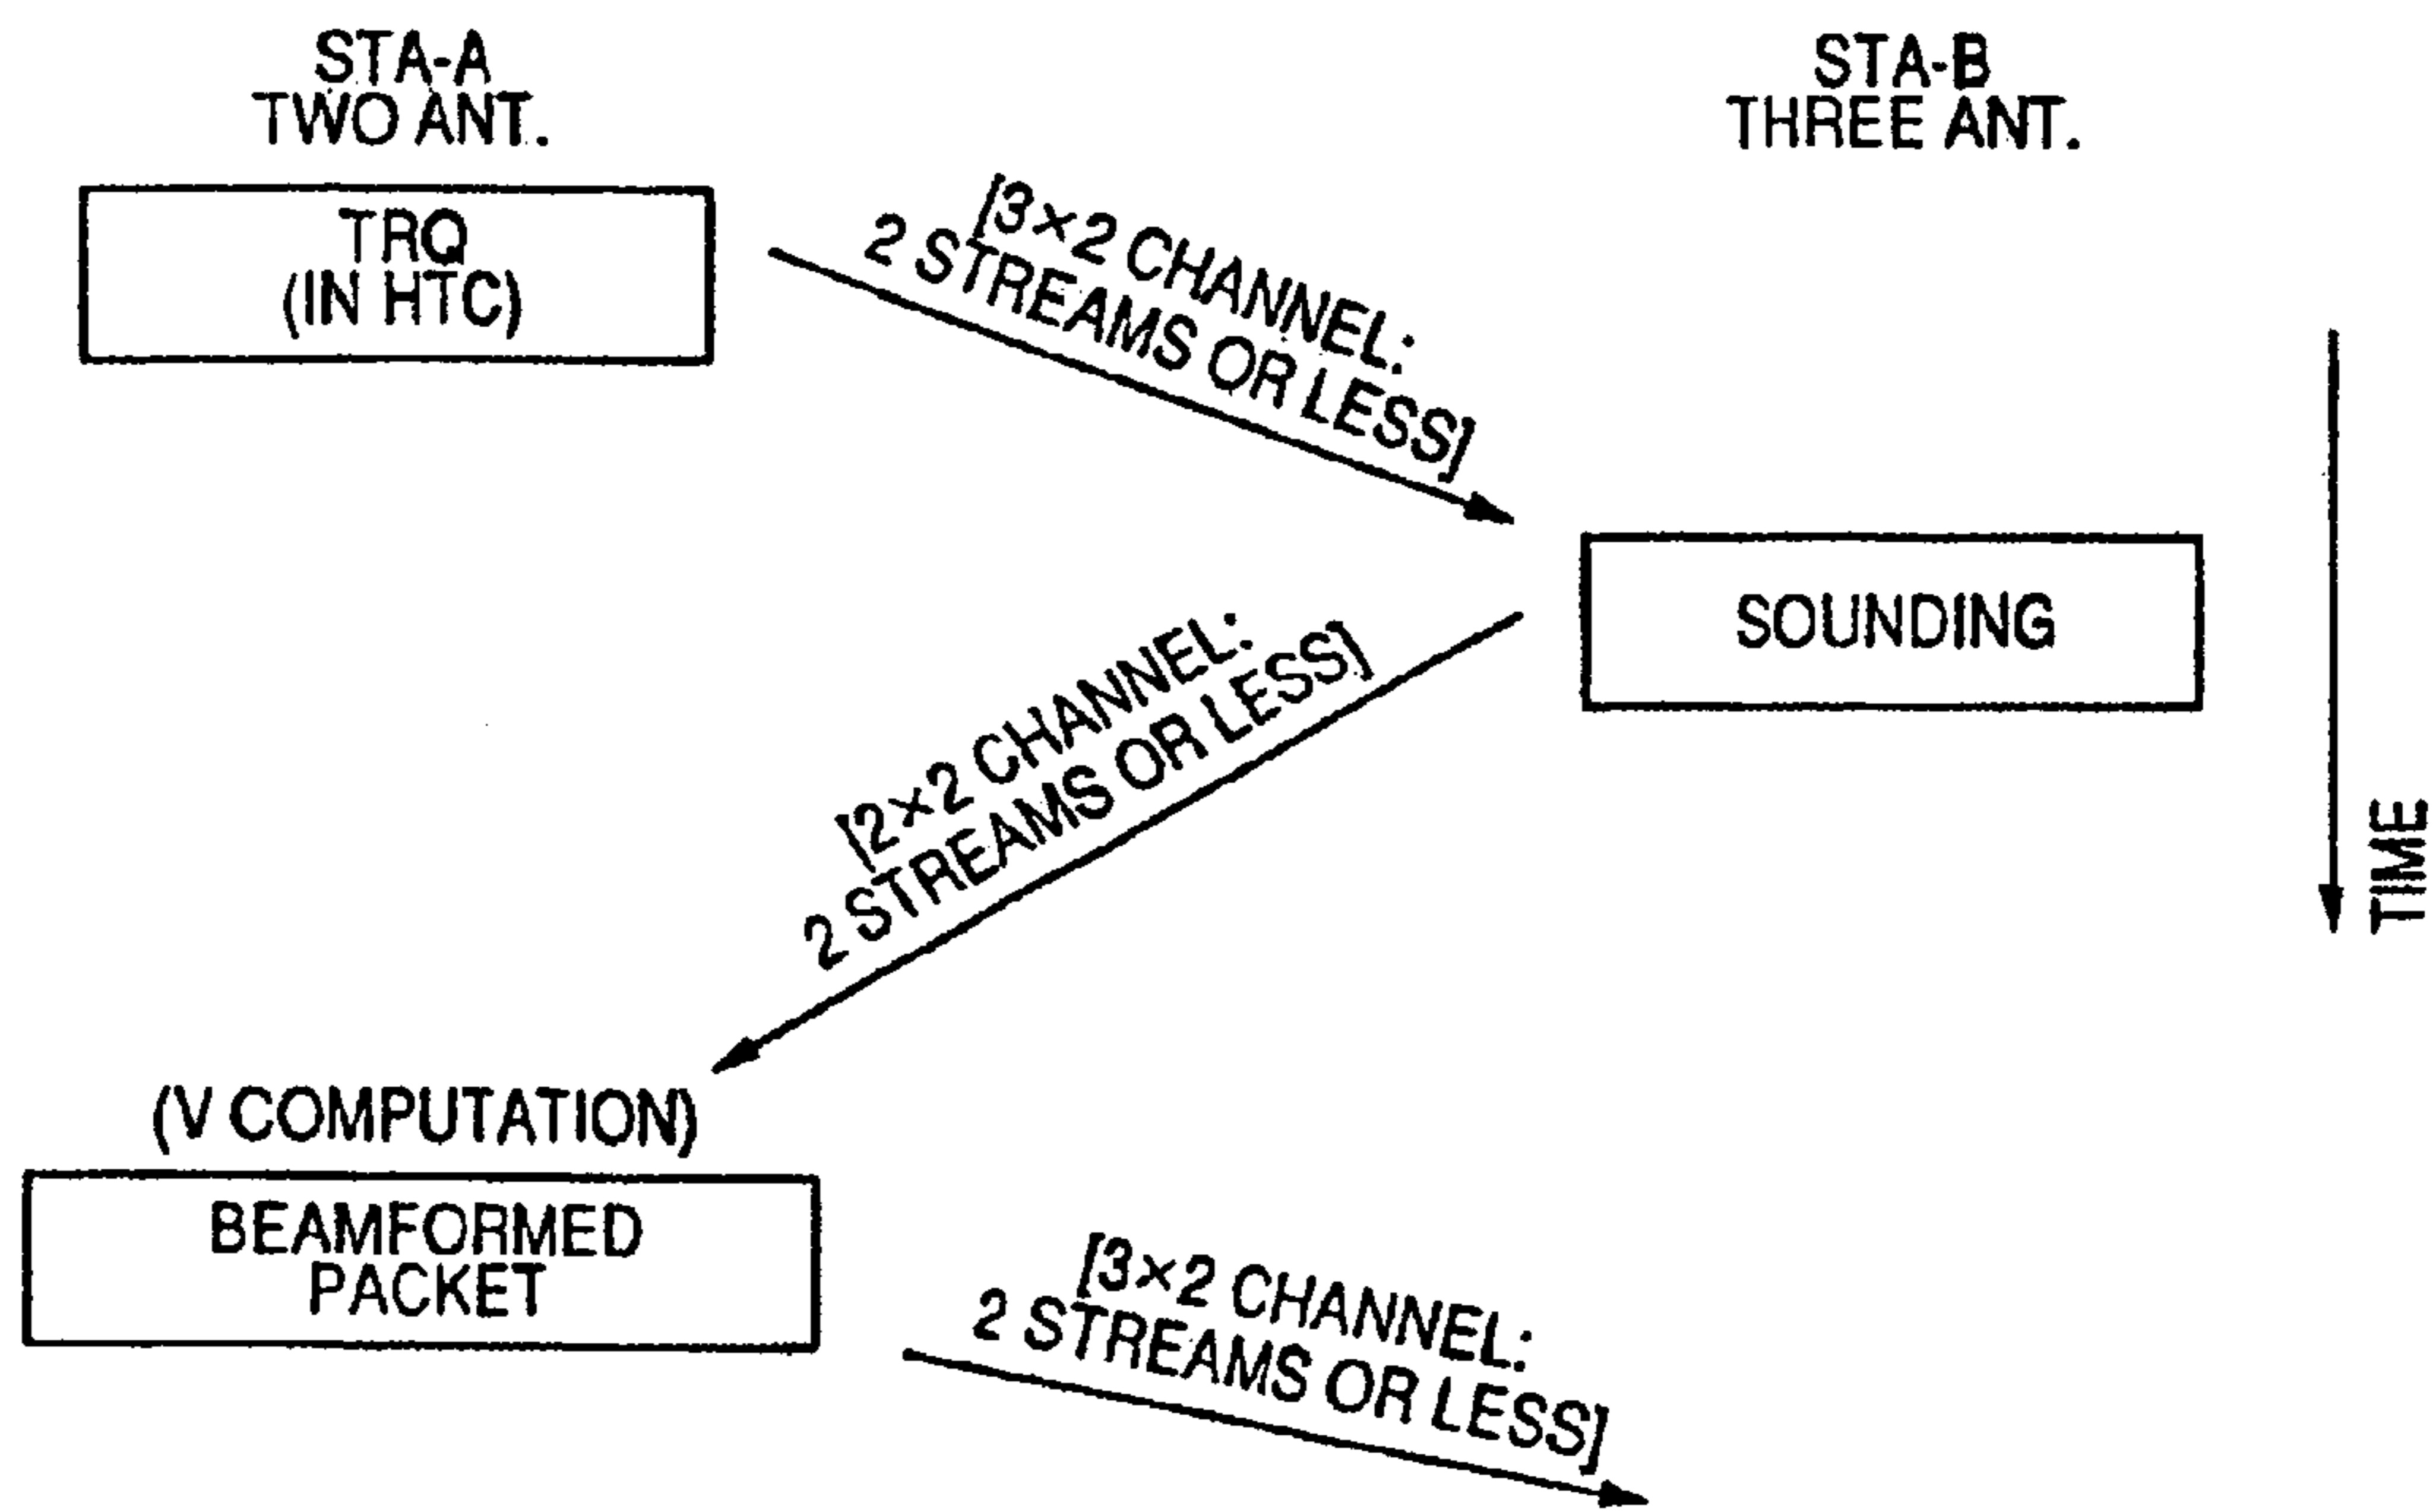 STA-A
TWO ANT.
STA-B
THREE ANT.
TRQ
(IN HTC)
[3×2 CHANNEL:
2 STREAMS OR LESS]
SOUNDING
[2×2 CHANNEL:
2 STREAMS OR LESS]
TIME
(V COMPUTATION)
BEAMFORMED
PACKET
[3×2 CHANNEL:
2 STREAMS OR LESS]